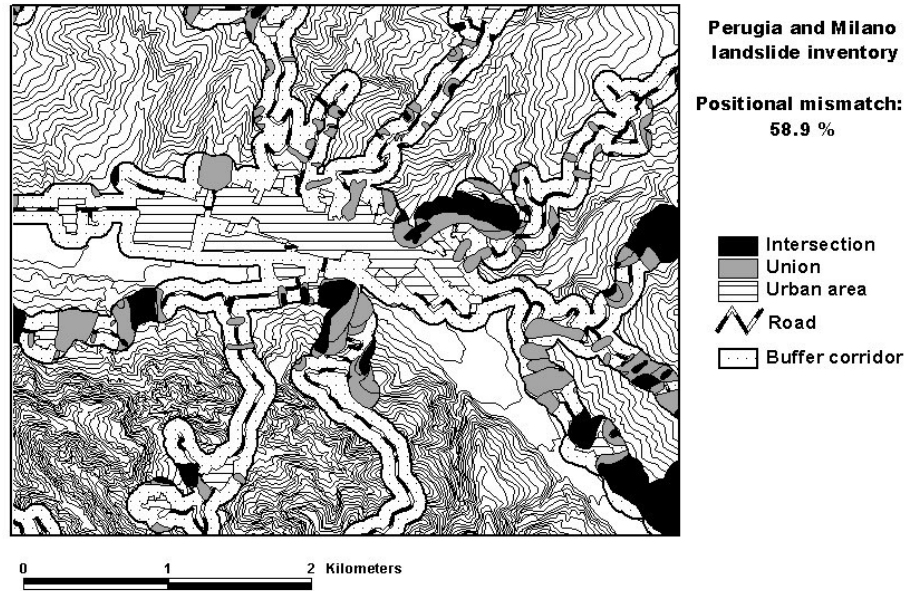 Perugia and Milano
landslide inventory
Positional mismatch:
58.9 %
Intersection
Union
Urban area
Road
Buffer corridor
0 1 2 Kilometers